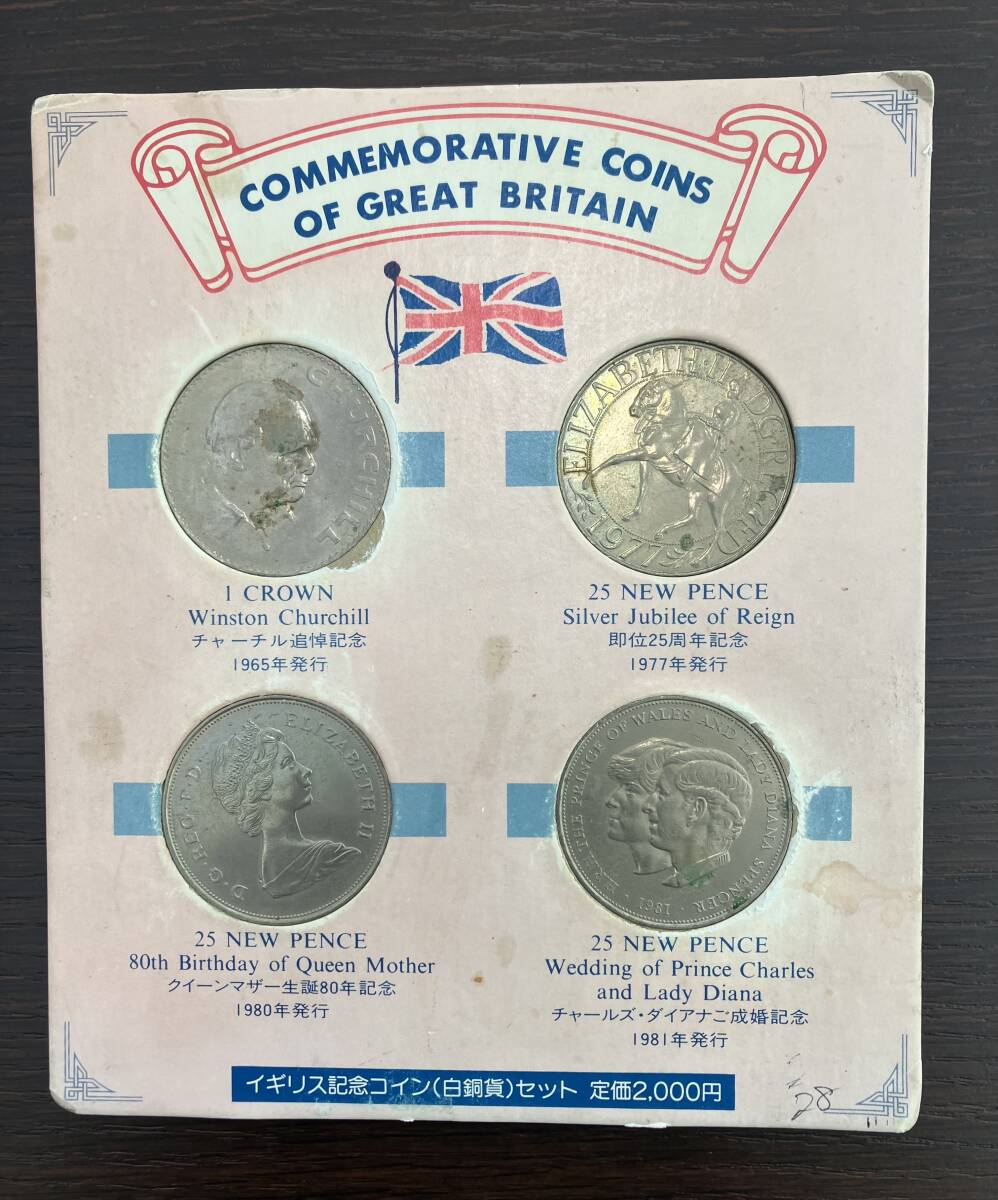 COMMEMORATIVE COINS
OF GREAT BRITAIN
CHURCHILL
ELIZABETH·II·D·G·REG·F·D
1977
1 CROWN
Winston Churchill
チャーチル追悼記念
1965年発行
25 NEW PENCE
Silver Jubilee of Reign
即位25周年記念
1977年発行
D·G·REG·F·D· ELIZABETH II
H.R.H. THE PRINCE OF WALES AND LADY DIANA SPENCER · 1981 ·
25 NEW PENCE
80th Birthday of Queen Mother
クイーンマザー生誕80年記念
1980年発行
25 NEW PENCE
Wedding of Prince Charles
and Lady Diana
チャールズ・ダイアナご成婚記念
1981年発行
イギリス記念コイン(白銅貨)セット 定価2,000円
28